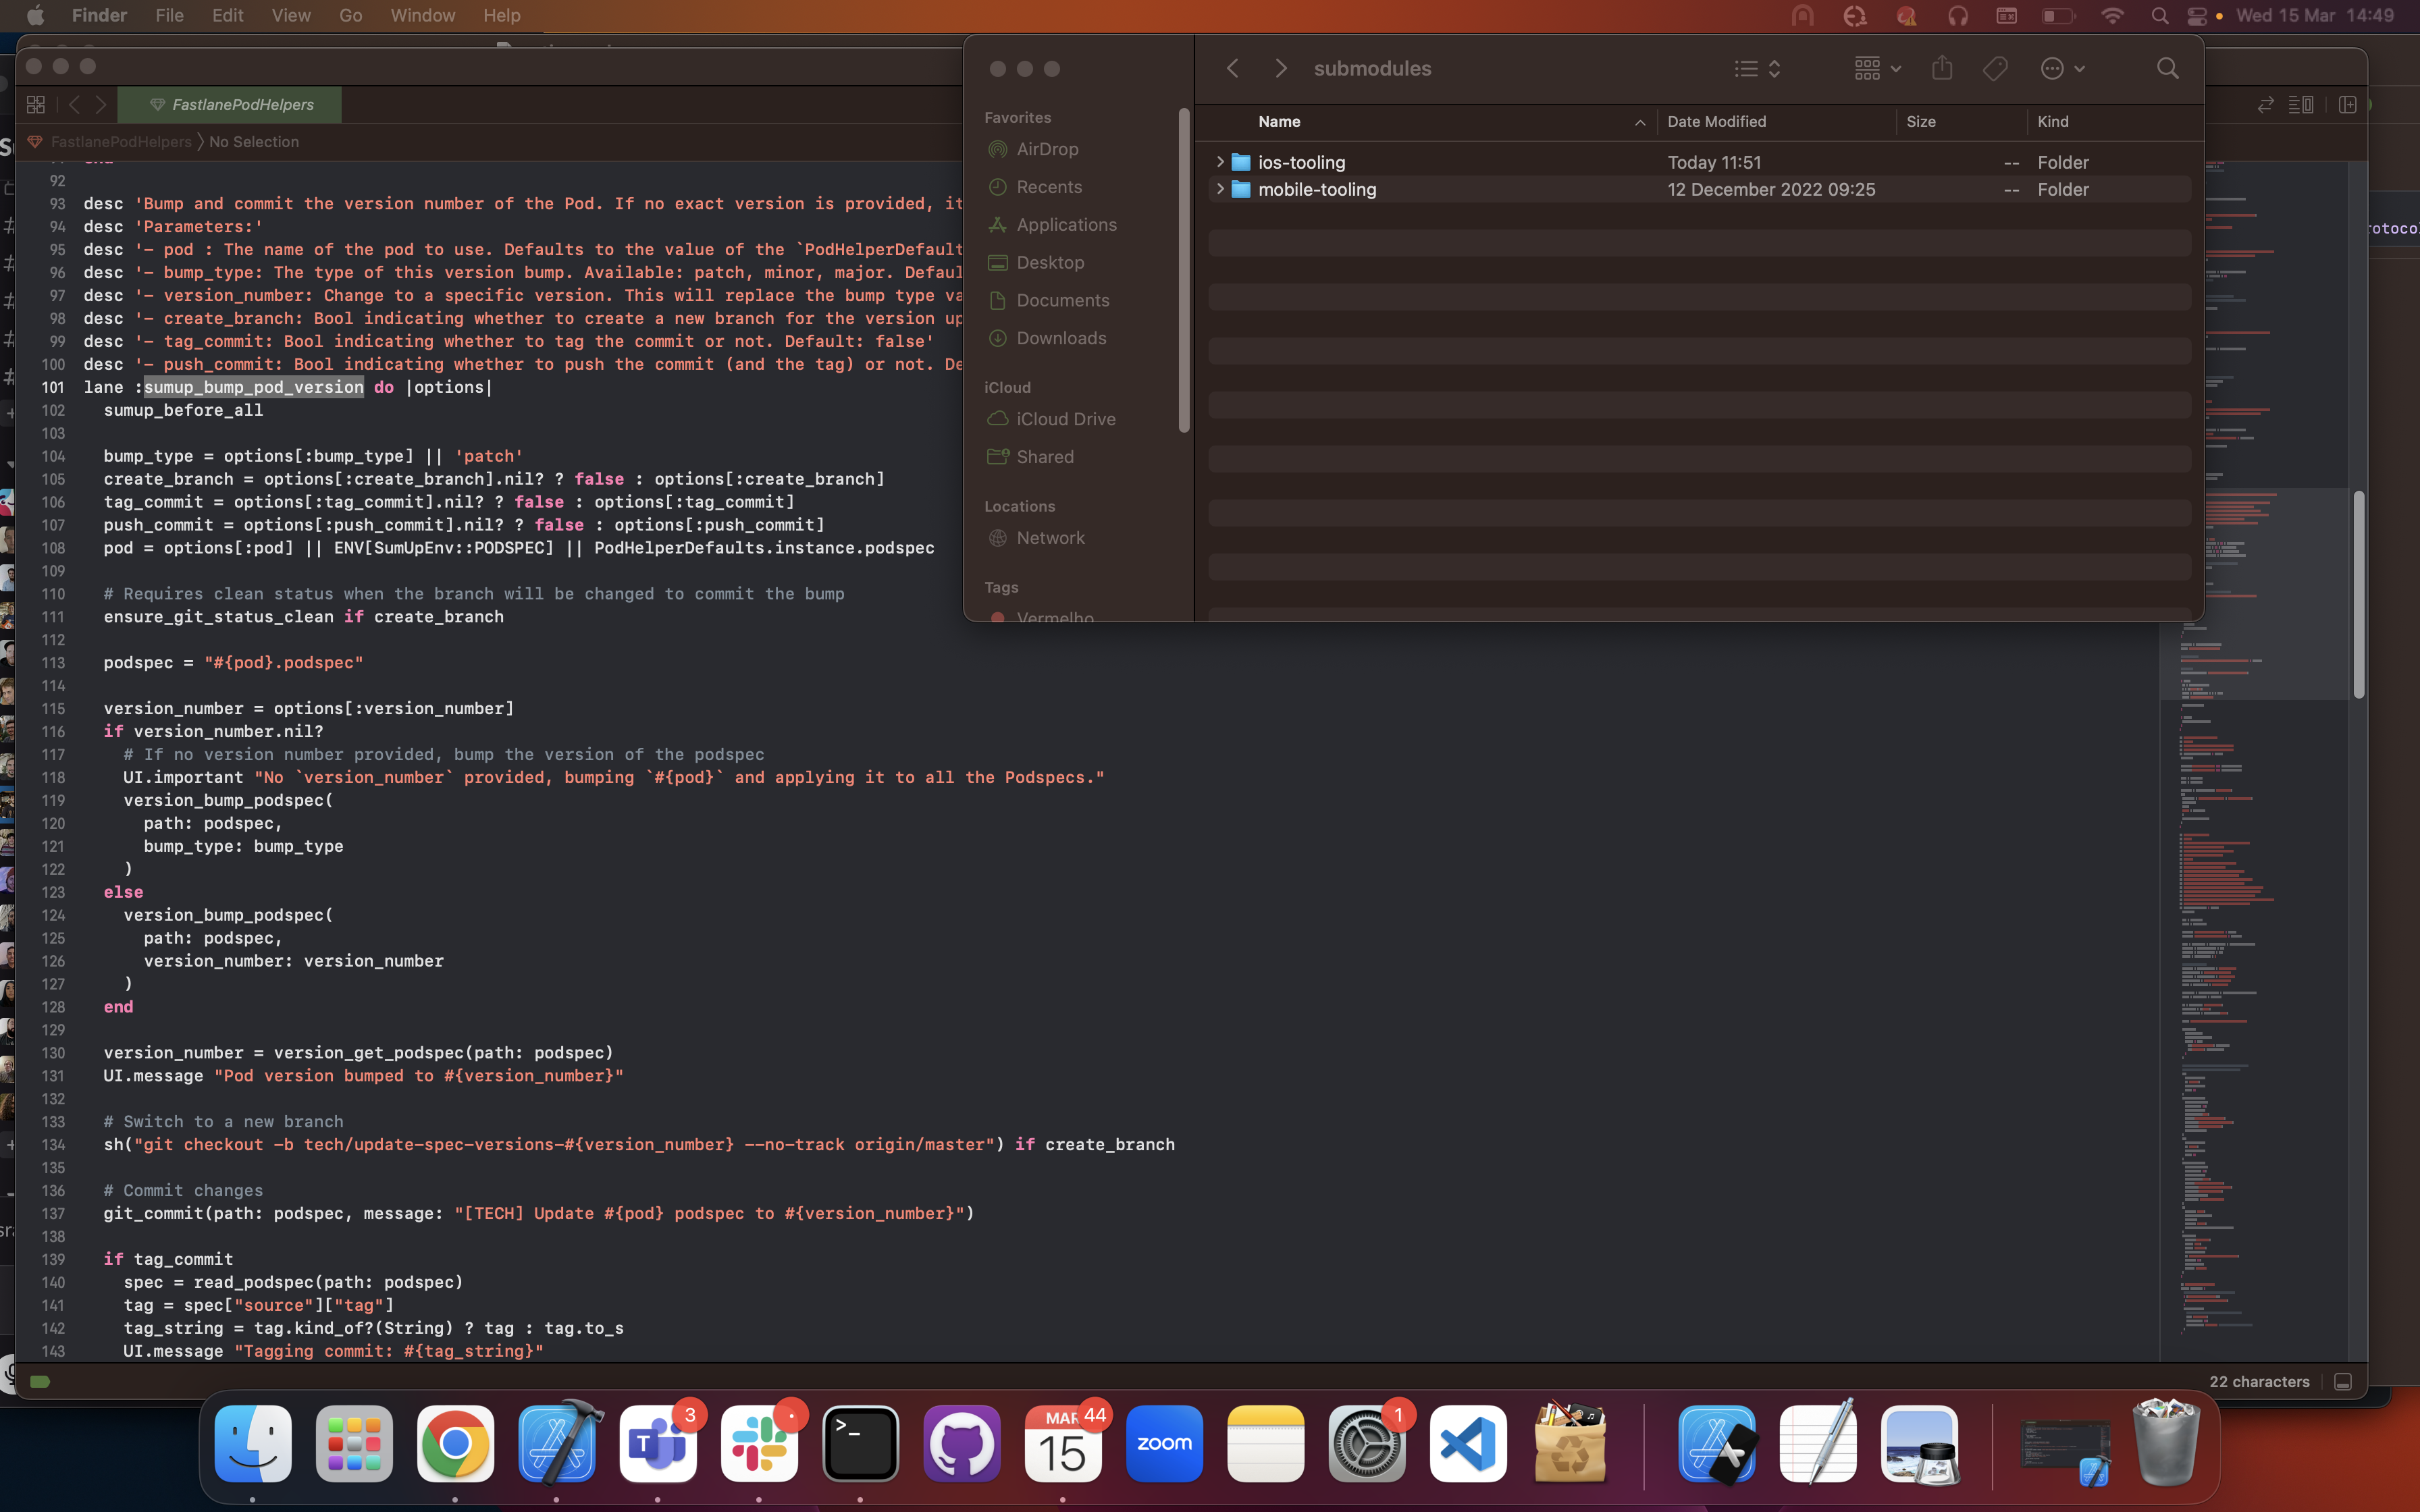 Finder File Edit View Go Window Help Wed 15 Mar 14:49
FastlanePodHelpers
FastlanePodHelpers No Selection
92
93 desc 'Bump and commit the version number of the Pod. If no exact version is provided, it
94 desc 'Parameters:'
95 desc '- pod : The name of the pod to use. Defaults to the value of the `PodHelperDefault
96 desc '- bump_type: The type of this version bump. Available: patch, minor, major. Defaul
97 desc '- version_number: Change to a specific version. This will replace the bump type va
98 desc '- create_branch: Bool indicating whether to create a new branch for the version up
99 desc '- tag_commit: Bool indicating whether to tag the commit or not. Default: false'
100 desc '- push_commit: Bool indicating whether to push the commit (and the tag) or not. De
101 lane :sumup_bump_pod_version do |options|
102 sumup_before_all
103
104 bump_type = options[:bump_type] || 'patch'
105 create_branch = options[:create_branch].nil? ? false : options[:create_branch]
106 tag_commit = options[:tag_commit].nil? ? false : options[:tag_commit]
107 push_commit = options[:push_commit].nil? ? false : options[:push_commit]
108 pod = options[:pod] || ENV[SumUpEnv::PODSPEC] || PodHelperDefaults.instance.podspec
109
110 # Requires clean status when the branch will be changed to commit the bump
111 ensure_git_status_clean if create_branch
112
113 podspec = "#{pod}.podspec"
114
115 version_number = options[:version_number]
116 if version_number.nil?
117 # If no version number provided, bump the version of the podspec
118 UI.important "No `version_number` provided, bumping `#{pod}` and applying it to all the Podspecs."
119 version_bump_podspec(
120 path: podspec,
121 bump_type: bump_type
122 )
123 else
124 version_bump_podspec(
125 path: podspec,
126 version_number: version_number
127 )
128 end
129
130 version_number = version_get_podspec(path: podspec)
131 UI.message "Pod version bumped to #{version_number}"
132
133 # Switch to a new branch
134 sh("git checkout -b tech/update-spec-versions-#{version_number} --no-track origin/master") if create_branch
135
136 # Commit changes
137 git_commit(path: podspec, message: "[TECH] Update #{pod} podspec to #{version_number}")
138
139 if tag_commit
140 spec = read_podspec(path: podspec)
141 tag = spec["source"]["tag"]
142 tag_string = tag.kind_of?(String) ? tag : tag.to_s
143 UI.message "Tagging commit: #{tag_string}"
22 characters
submodules
Favorites
AirDrop
Recents
Applications
Desktop
Documents
Downloads
iCloud
iCloud Drive
Shared
Locations
Network
Tags
Vermelho
Name Date Modified Size Kind
ios-tooling Today 11:51 -- Folder
mobile-tooling 12 December 2022 09:25 -- Folder
otocol
3
MAR 44
15
zoom
1